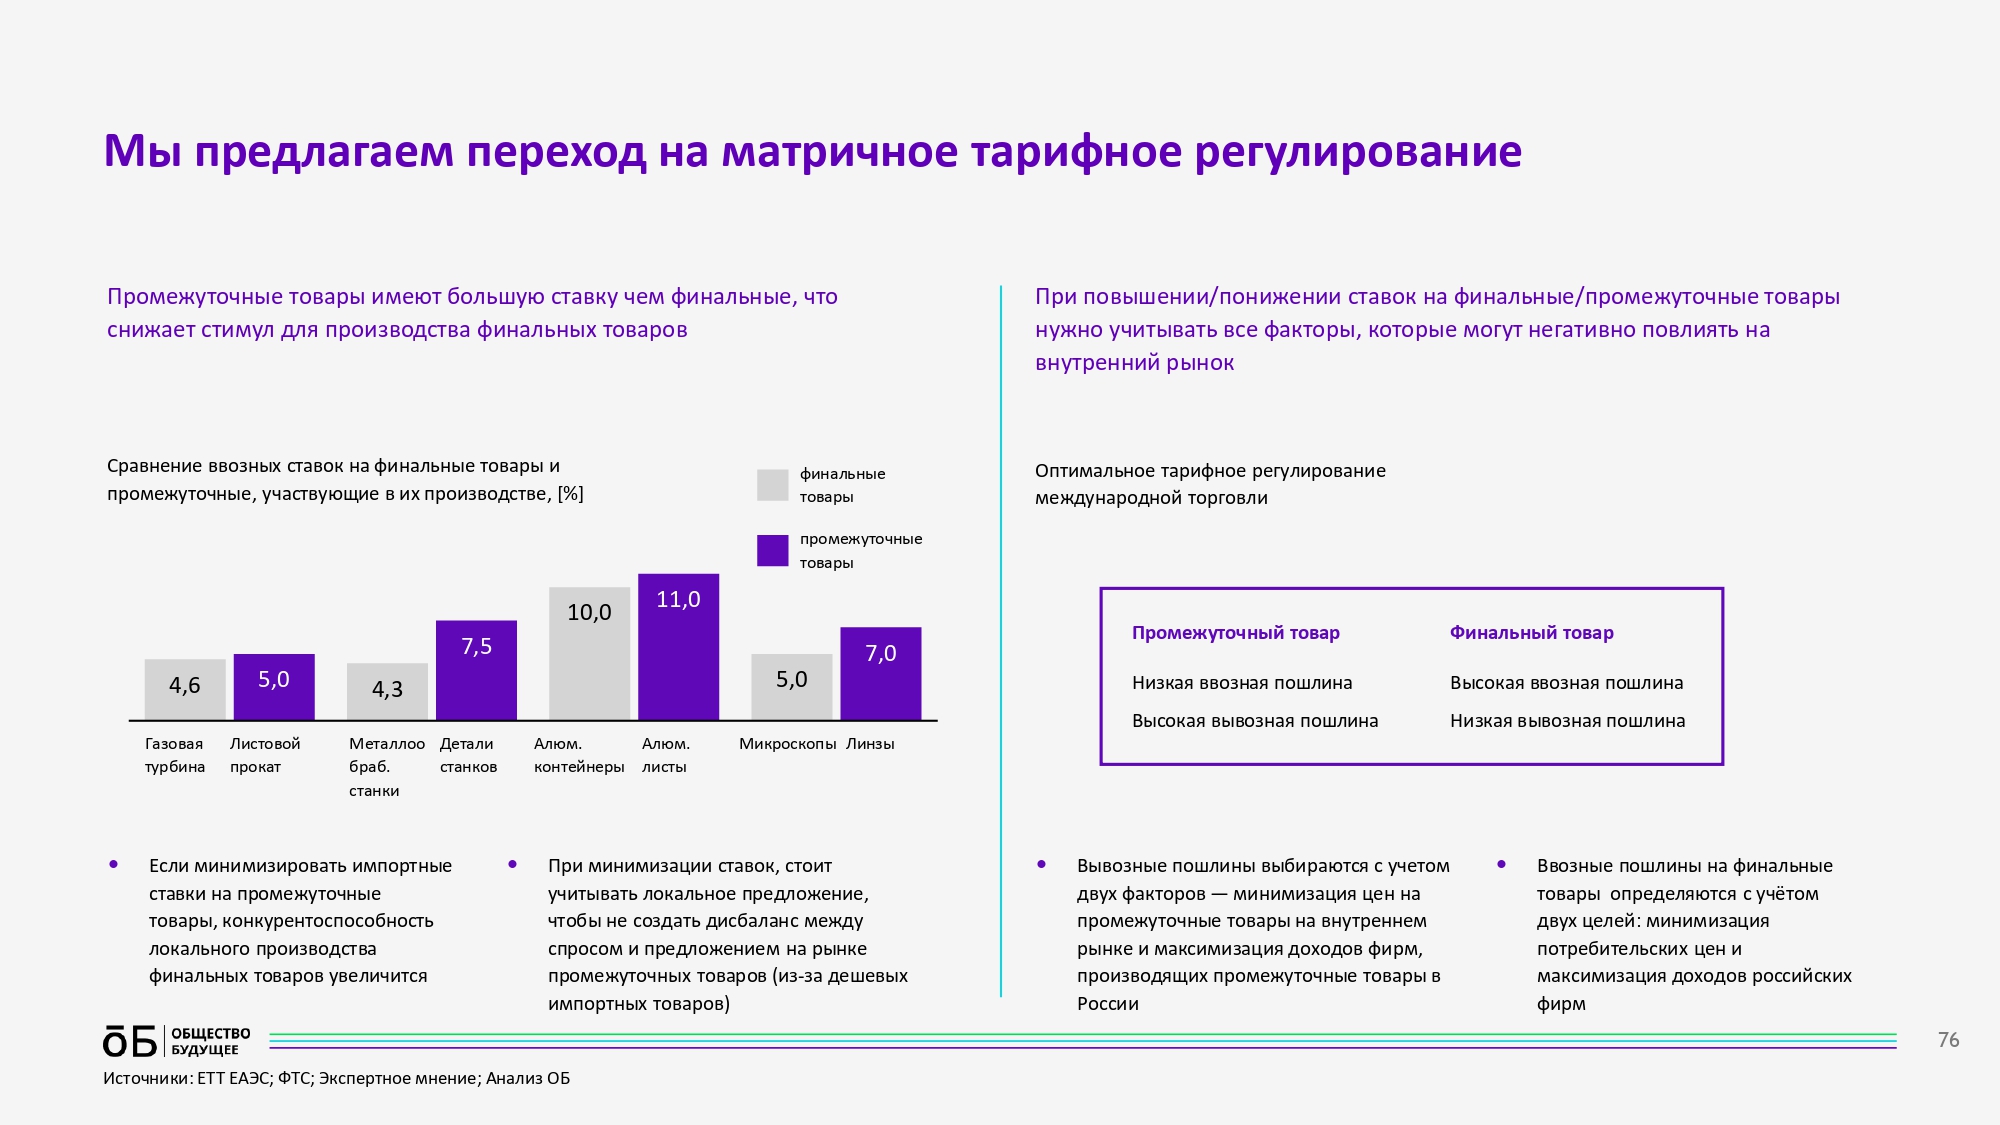 Мы предлагаем переход на матричное тарифное регулирование
Промежуточные товары имеют большую ставку чем финальные, что
снижает стимул для производства финальных товаров
Сравнение ввозных ставок на финальные товары и
промежуточные, участвующие в их производстве, [%]
финальные
товары
промежуточные
товары
4,6
5,0
4,3
7,5
10,0
11,0
5,0
7,0
Газовая
турбина
Листовой
прокат
Металлоо
браб.
станки
Детали
станков
Алюм.
контейнеры
Алюм.
листы
Микроскопы
Линзы
Если минимизировать импортные
ставки на промежуточные
товары, конкурентоспособность
локального производства
финальных товаров увеличится
При минимизации ставок, стоит
учитывать локальное предложение,
чтобы не создать дисбаланс между
спросом и предложением на рынке
промежуточных товаров (из-за дешевых
импортных товаров)
При повышении/понижении ставок на финальные/промежуточные товары
нужно учитывать все факторы, которые могут негативно повлиять на
внутренний рынок
Оптимальное тарифное регулирование
международной торговли
Промежуточный товар
Низкая ввозная пошлина
Высокая вывозная пошлина
Финальный товар
Высокая ввозная пошлина
Низкая вывозная пошлина
Вывозные пошлины выбираются с учетом
двух факторов — минимизация цен на
промежуточные товары на внутреннем
рынке и максимизация доходов фирм,
производящих промежуточные товары в
России
Ввозные пошлины на финальные
товары  определяются с учётом
двух целей: минимизация
потребительских цен и
максимизация доходов российских
фирм
ОБ
ОБЩЕСТВО
БУДУЩЕЕ
76
Источники: ЕТТ ЕАЭС; ФТС; Экспертное мнение; Анализ ОБ